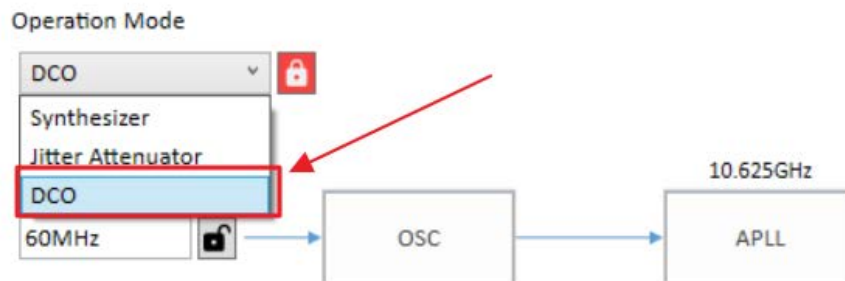 Operation Mode
DCO
Synthesizer
Jitter Attenuator
DCO
10.625GHz
60MHz
OSC
APLL